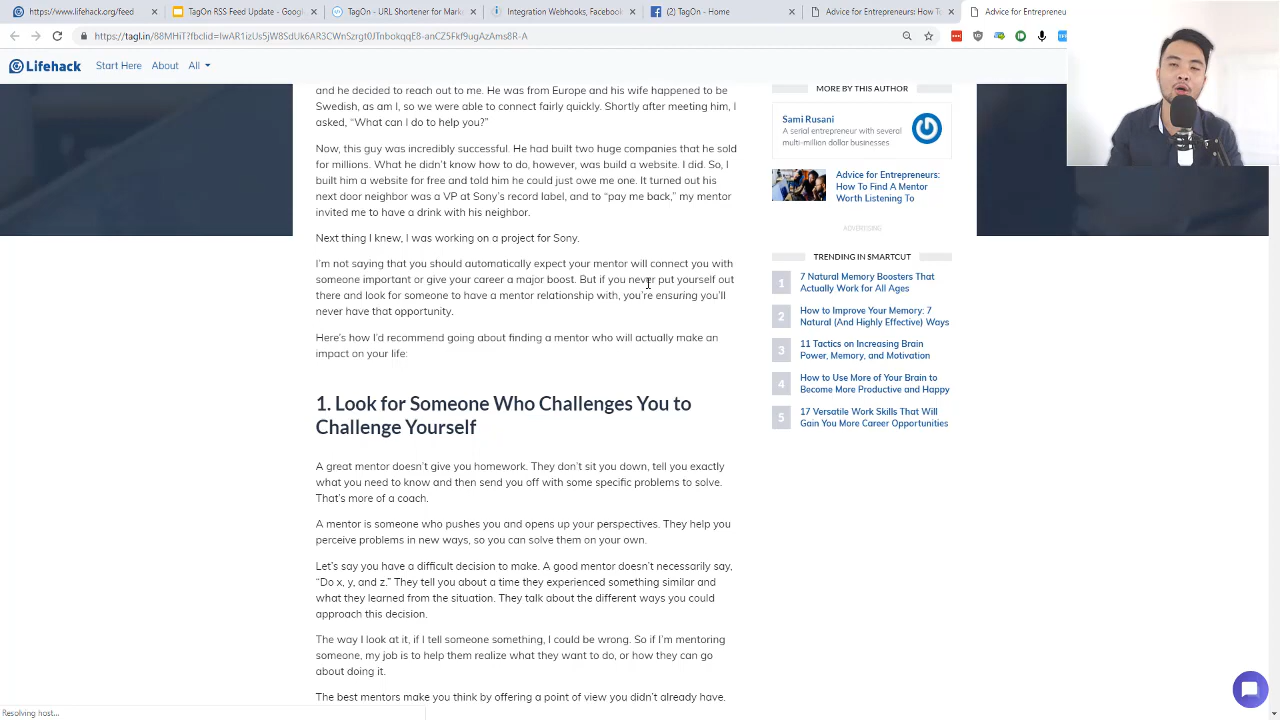 https://www.Feed
TagOn RSS Feed Update - Google
JotURL - URL Shortener for Mark
Integration Webhooks, Facebook
(2) TagOn - Home
Advice for Entrepreneurs: How
Advice for Entrepreneurs: How
Lifehack
Start Here
About
All
and he decided to reach out to me. He was from Europe and his wife happened to be
Swedish, as am I, so we were able to connect fairly quickly. Shortly after meeting him, I
asked, “What can I do to help you?”
Now, this guy was incredibly successful. He had built two huge companies that he sold
for millions. What he didn’t know how to do, however, was build a website. I did. So, I
built him a website for free and told him he could just owe me one. It turned out his
next door neighbor was a VP at Sony’s record label, and to “pay me back,” my mentor
invited me to have a drink with his neighbor.
Next thing I knew, I was working on a project for Sony.
I’m not saying that you should automatically expect your mentor will connect you with
someone important or give your career a major boost. But if you never put yourself out
there and look for someone to have a mentor relationship with, you’re ensuring you’ll
never have that opportunity.
Here’s how I’d recommend going about finding a mentor who will actually make an
impact on your life:
1. Look for Someone Who Challenges You to
Challenge Yourself
A great mentor doesn’t give you homework. They don’t sit you down, tell you exactly
what you need to know and then send you off with some specific problems to solve.
That’s more of a coach.
A mentor is someone who pushes you and opens up your perspectives. They help you
perceive problems in new ways, so you can solve them on your own.
Let’s say you have a difficult decision to make. A good mentor doesn’t necessarily say,
“Do x, y, and z.” They tell you about a time they experienced something similar and
what they learned from the situation. They talk about the different ways you could
approach this decision.
The way I look at it, if I tell someone something, I could be wrong. So if I’m mentoring
someone, my job is to help them realize what they want to do, or how they can go
about doing it.
The best mentors make you think by offering a point of view you didn’t already have.
MORE BY THIS AUTHOR
Sami Rusani
A serial entrepreneur with several
multi-million dollar businesses
Advice for Entrepreneurs:
How To Find A Mentor
Worth Listening To
ADVERTISING
TRENDING IN SMARTCUT
1
7 Natural Memory Boosters That
Actually Work for All Ages
2
How to Improve Your Memory: 7
Natural (And Highly Effective) Ways
3
11 Tactics on Increasing Brain
Power, Memory, and Motivation
4
How to Use More of Your Brain to
Become More Productive and Happy
5
17 Versatile Work Skills That Will
Gain You More Career Opportunities
Resolving host...